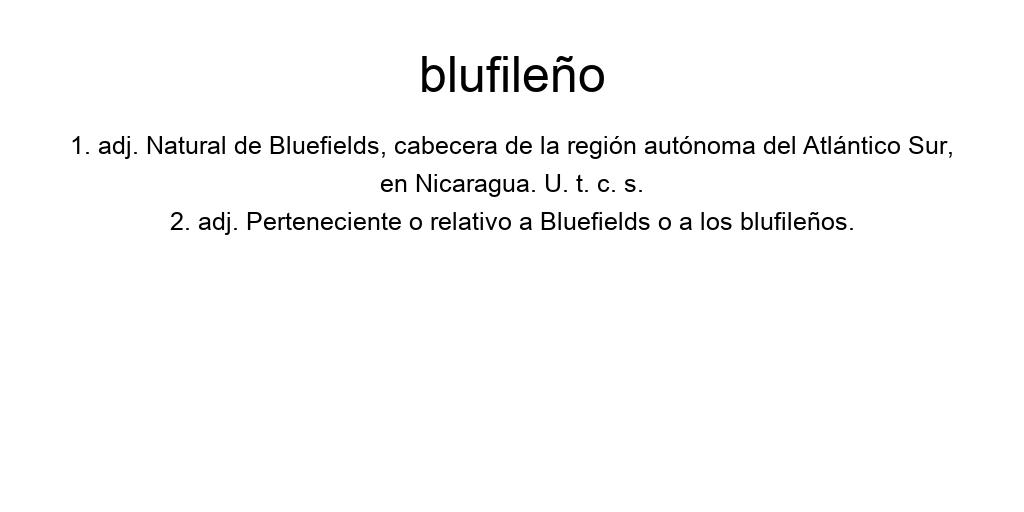 blufileño
1. adj. Natural de Bluefields, cabecera de la región autónoma del Atlántico Sur,
en Nicaragua. U. t. c. s.
2. adj. Perteneciente o relativo a Bluefields o a los blufileños.